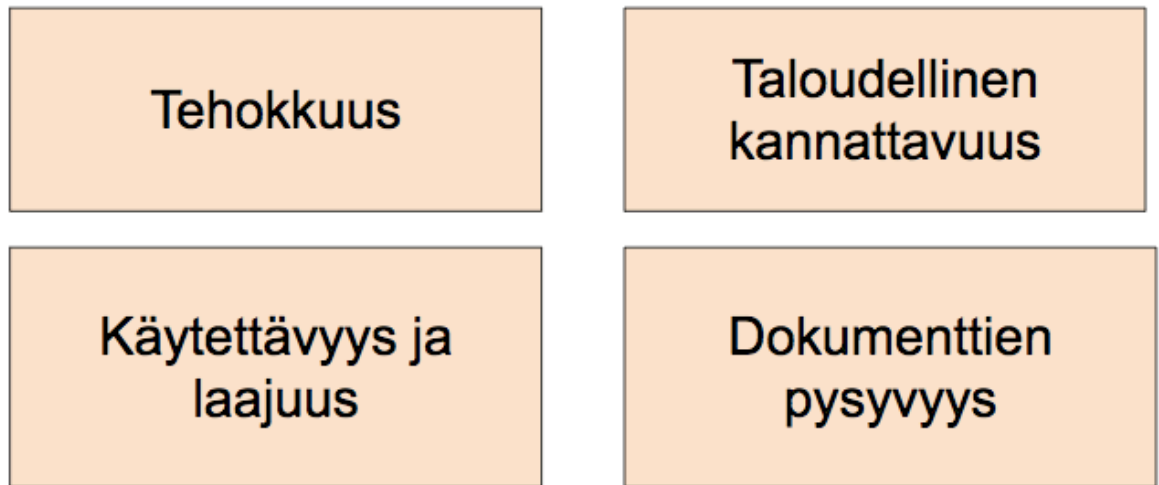 Tehokkuus
Taloudellinen
kannattavuus
Käytettävyys ja
laajuus
Dokumenttien
pysyvyys